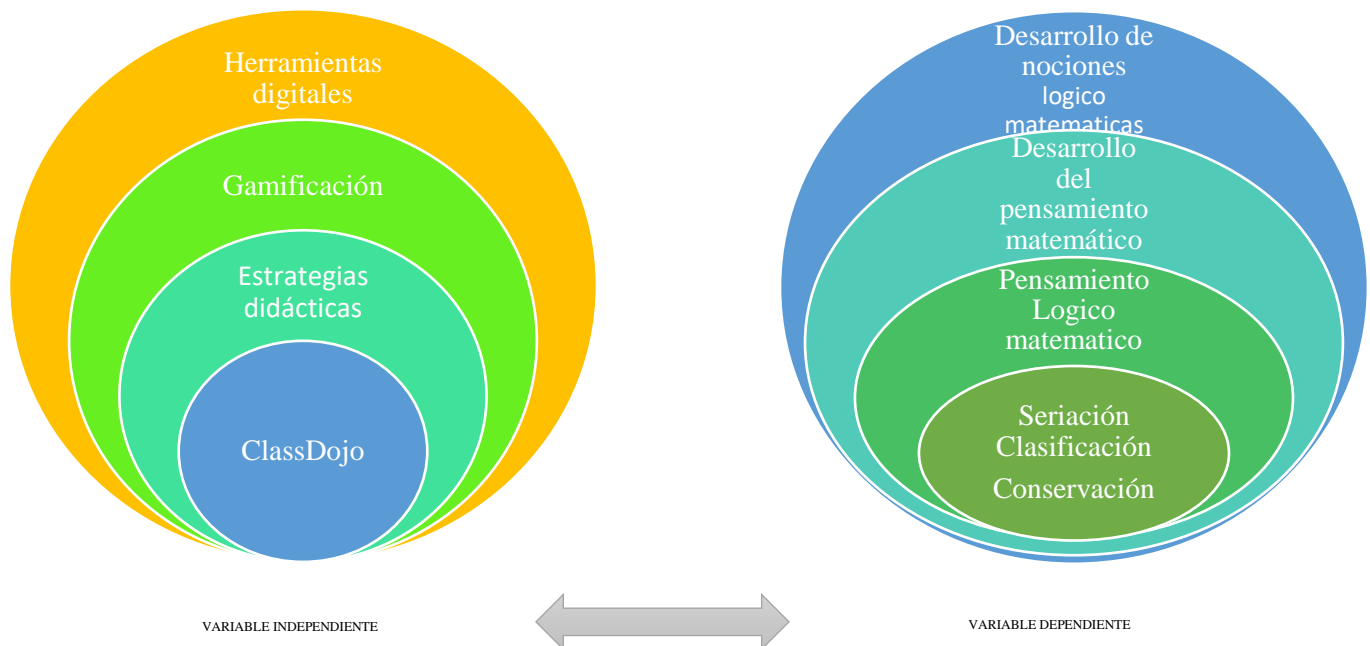 Herramientas
digitales
Gamificación
Estrategias
didácticas
ClassDojo
VARIABLE INDEPENDIENTE
Desarrollo de
nociones
logico
matematicas
Desarrollo
del
pensamiento
matemático
Pensamiento
Logico
matematico
Seriación
Clasificación
Conservación
VARIABLE DEPENDIENTE